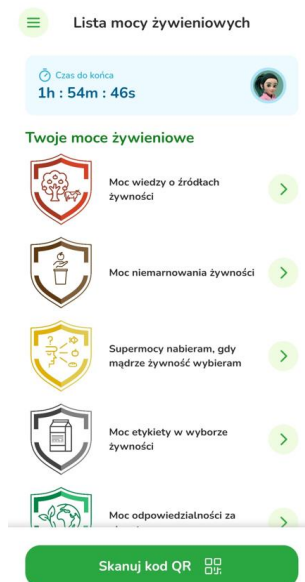 Lista mocy żywieniowych
Czas do końca
1h : 54m : 46s
Twoje moce żywieniowe
Moc wiedzy o źródłach
żywności
Moc niemarnowania żywności
Supermocy nabieram, gdy
mądrze żywność wybieram
Moc etykiety w wyborze
żywności
Moc odpowiedzialności za
Skanuj kod QR